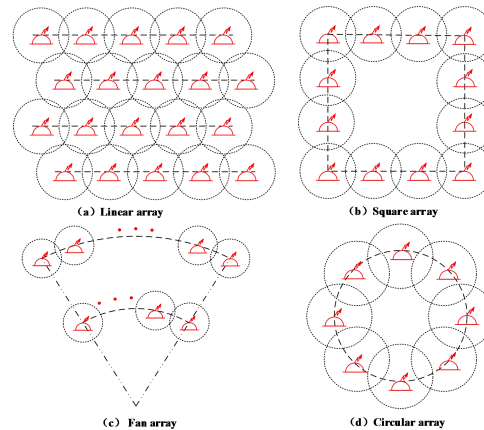 (a) Linear array
(b) Square array
(c) Fan array
(d) Circular array